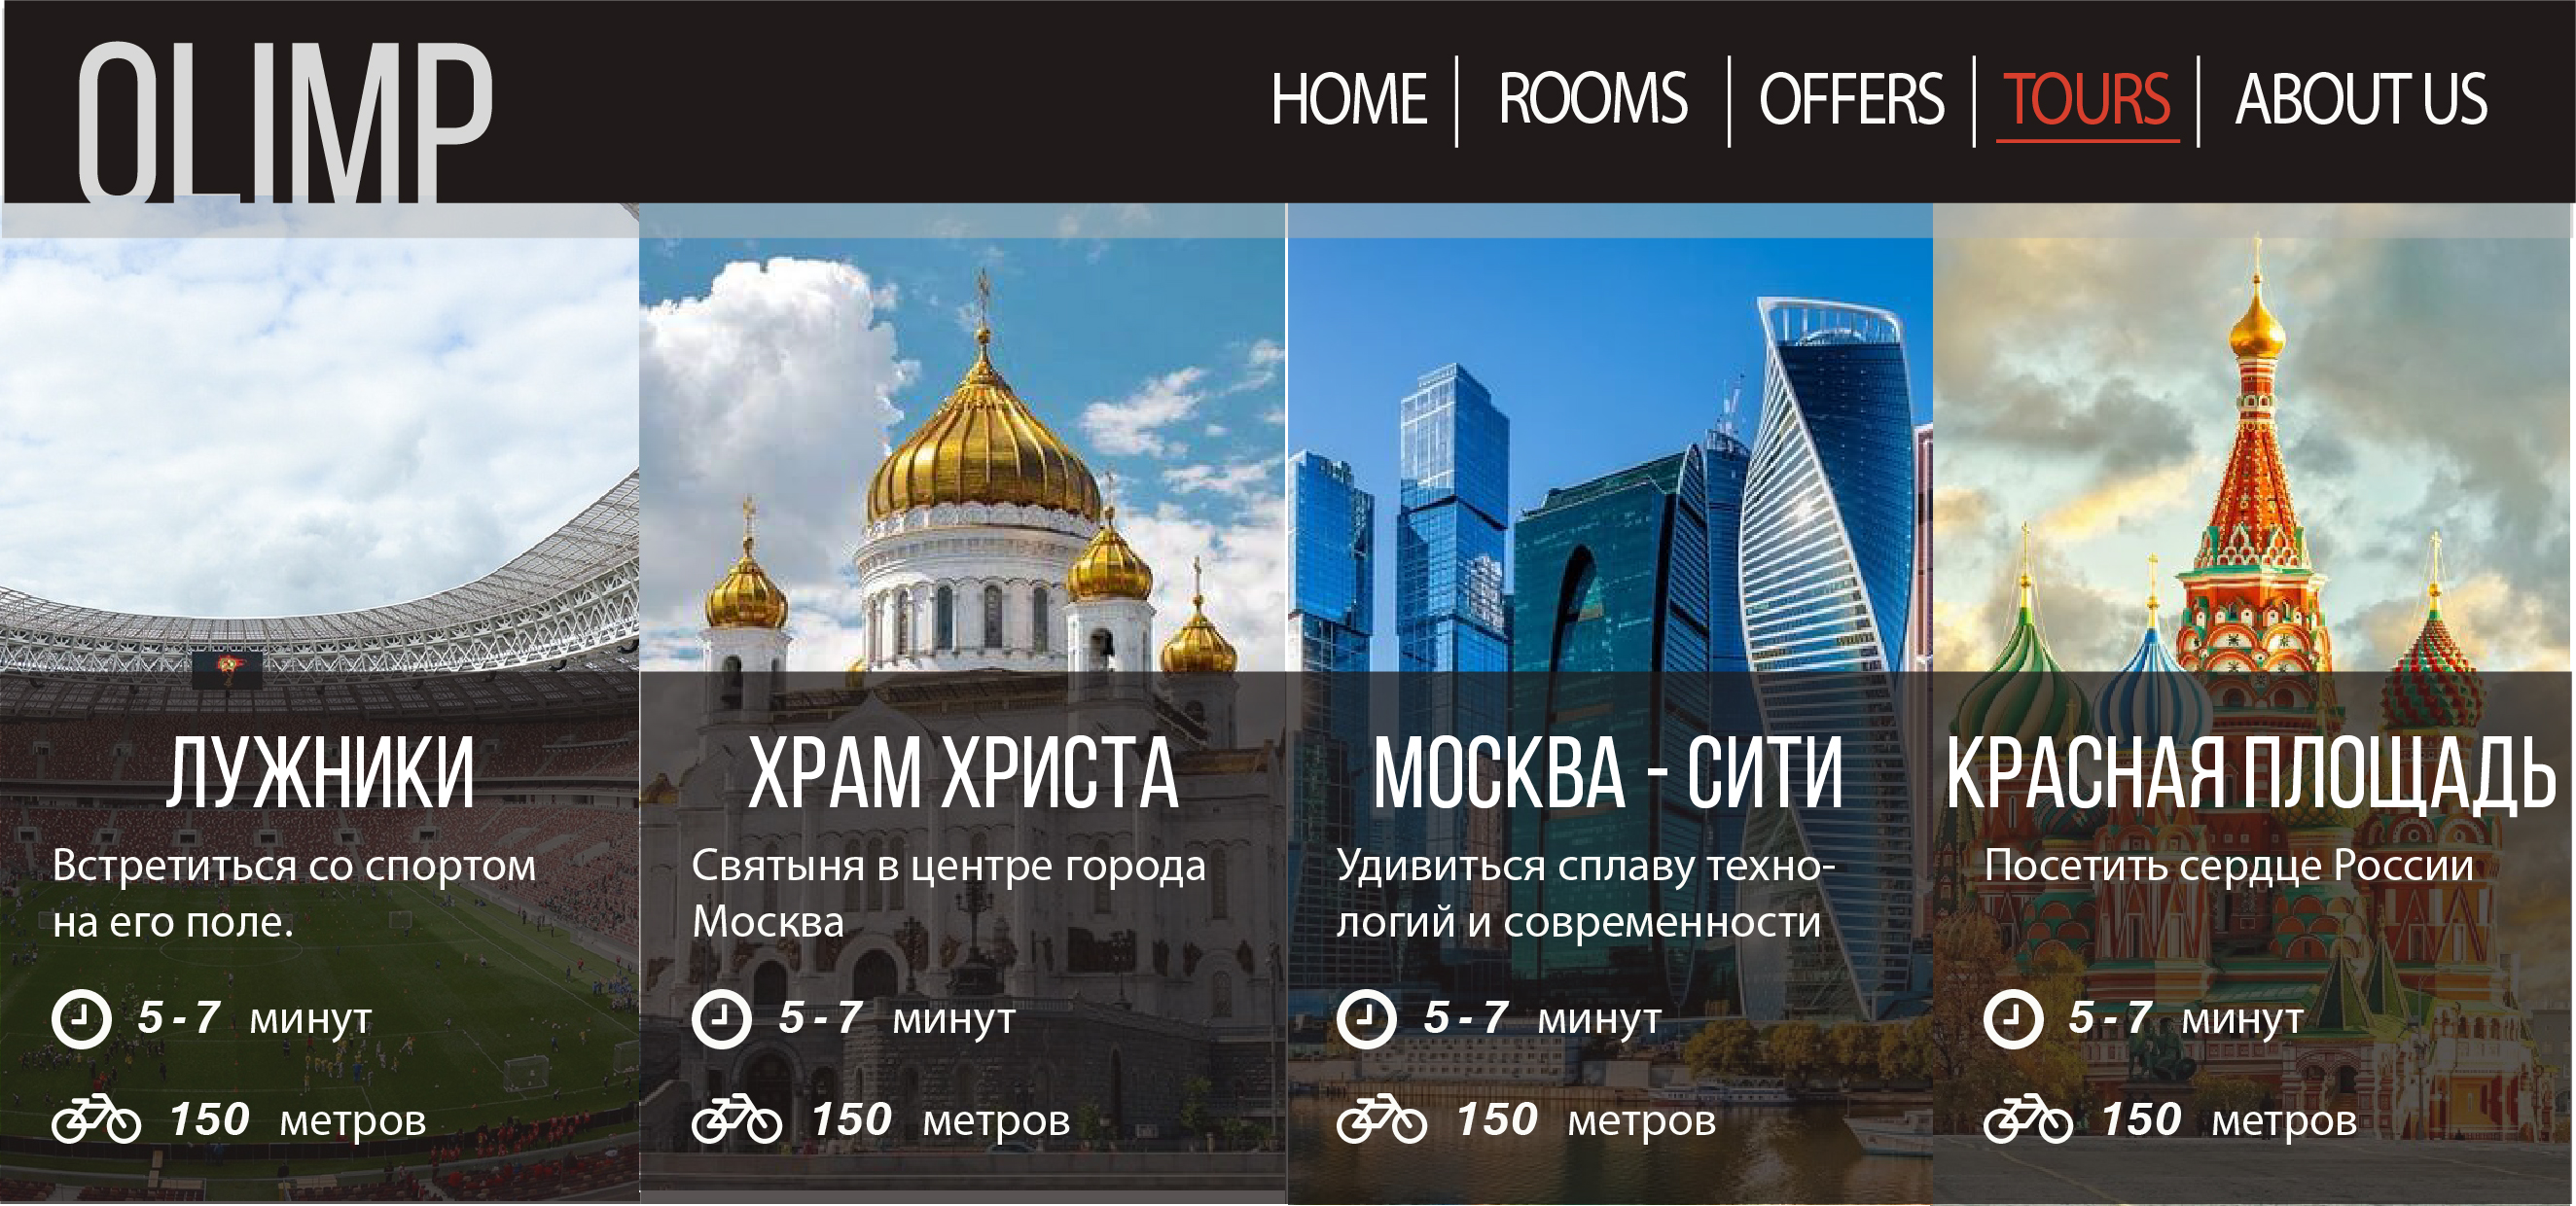 OLIMP
HOME ROOMS OFFERS TOURS ABOUT US
ЛУЖНИКИ
Встретиться со спортом
на его поле.
5 - 7 минут
150 метров
ХРАМ ХРИСТА
Святыня в центре города
Москва
5 - 7 минут
150 метров
МОСКВА - СИТИ
Удивиться сплаву техно-
логий и современности
5 - 7 минут
150 метров
КРАСНАЯ ПЛОЩАДЬ
Посетить сердце России
5 - 7 минут
150 метров